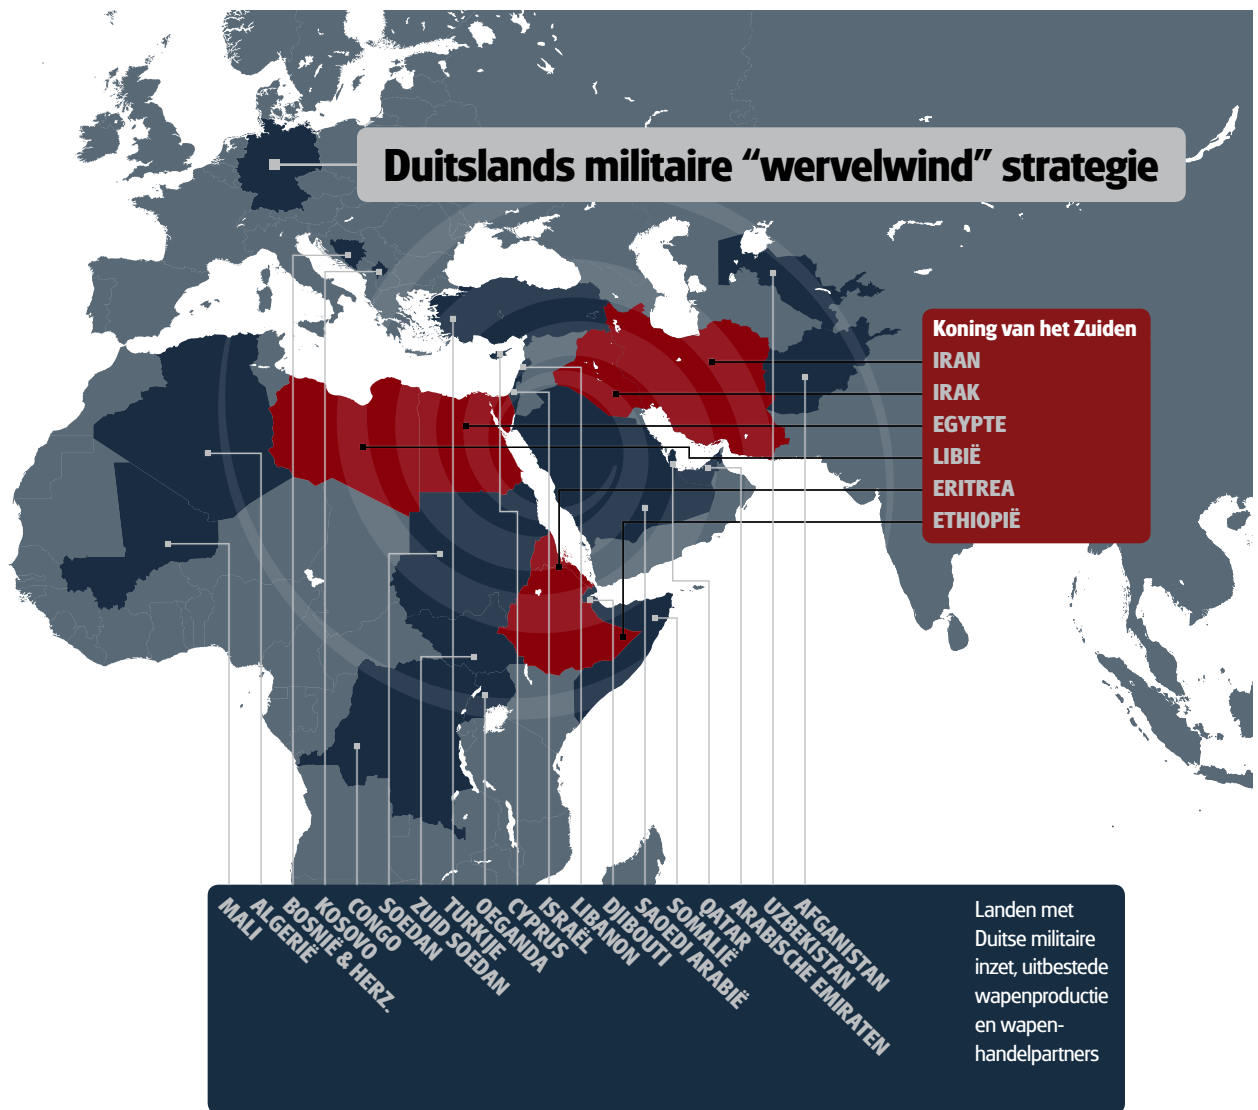 Duitslands militaire “wervelwind” strategie
Koning van het Zuiden
IRAN
IRAK
EGYPTE
LIBIË
ERITREA
ETHIOPIË
MALI
ALGERIË
BOSNIË & HERZ.
KOSOVO
CONGO
SOEDAN
ZUID SOEDAN
TURKIJE
OEGANDA
CYPRUS
ISRAËL
LIBANON
DJIBOUTI
SAOEDI ARABIË
SOMALIË
QATAR
ARABISCHE EMIRATEN
UZBEKISTAN
AFGANISTAN
Landen met
Duitse militaire
inzet, uitbestede
wapenproductie
en wapen-
handelpartners